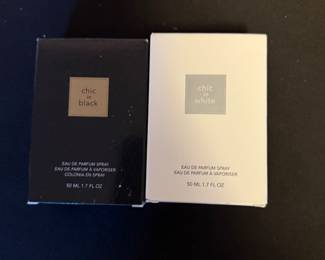 chic
in
black
EAU DE PARFUM SPRAY
EAU DE PARFUM À VAPORISER
COLONIA EN SPRAY
50 ML 1.7 FL OZ
chic
in
white
EAU DE PARFUM SPRAY
EAU DE PARFUM À VAPORISER
50 ML 1.7 FL OZ